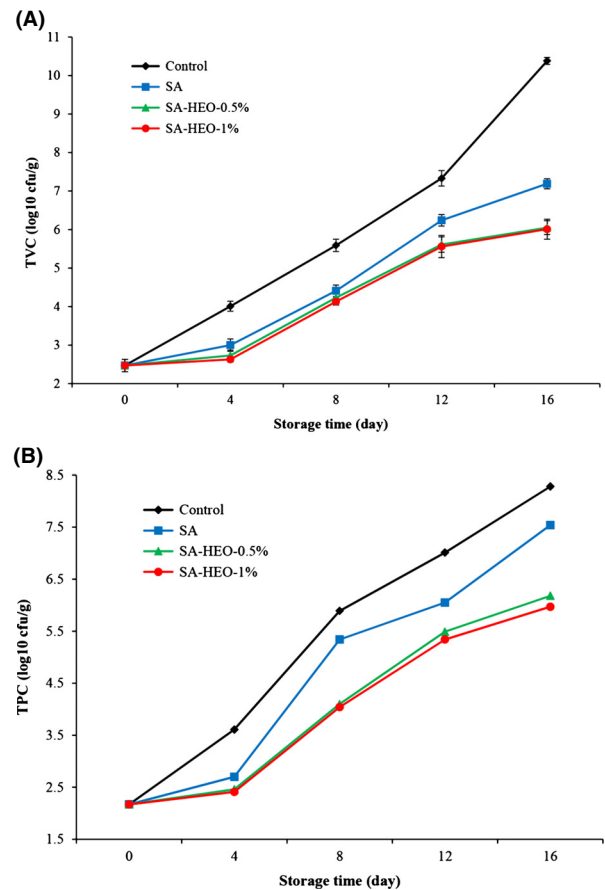 (A)
11
10
9
8
7
6
5
4
3
2
TVC (log10 cfu/g)
Control
SA
SA-HEO-0.5%
SA-HEO-1%
0 4 8 12 16
Storage time (day)
(B)
8.5
7.5
6.5
5.5
4.5
3.5
2.5
1.5
TPC (log10 cfu/g)
Control
SA
SA-HEO-0.5%
SA-HEO-1%
0 4 8 12 16
Storage time (day)